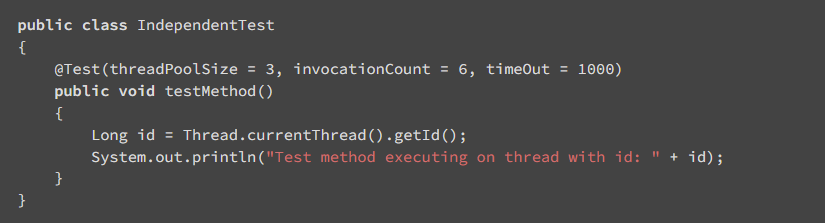 public class IndependentTest
{
    @Test(threadPoolSize = 3, invocationCount = 6, timeOut = 1000)
    public void testMethod()
    {
        Long id = Thread.currentThread().getId();
        System.out.println("Test method executing on thread with id: " + id);
    }
}